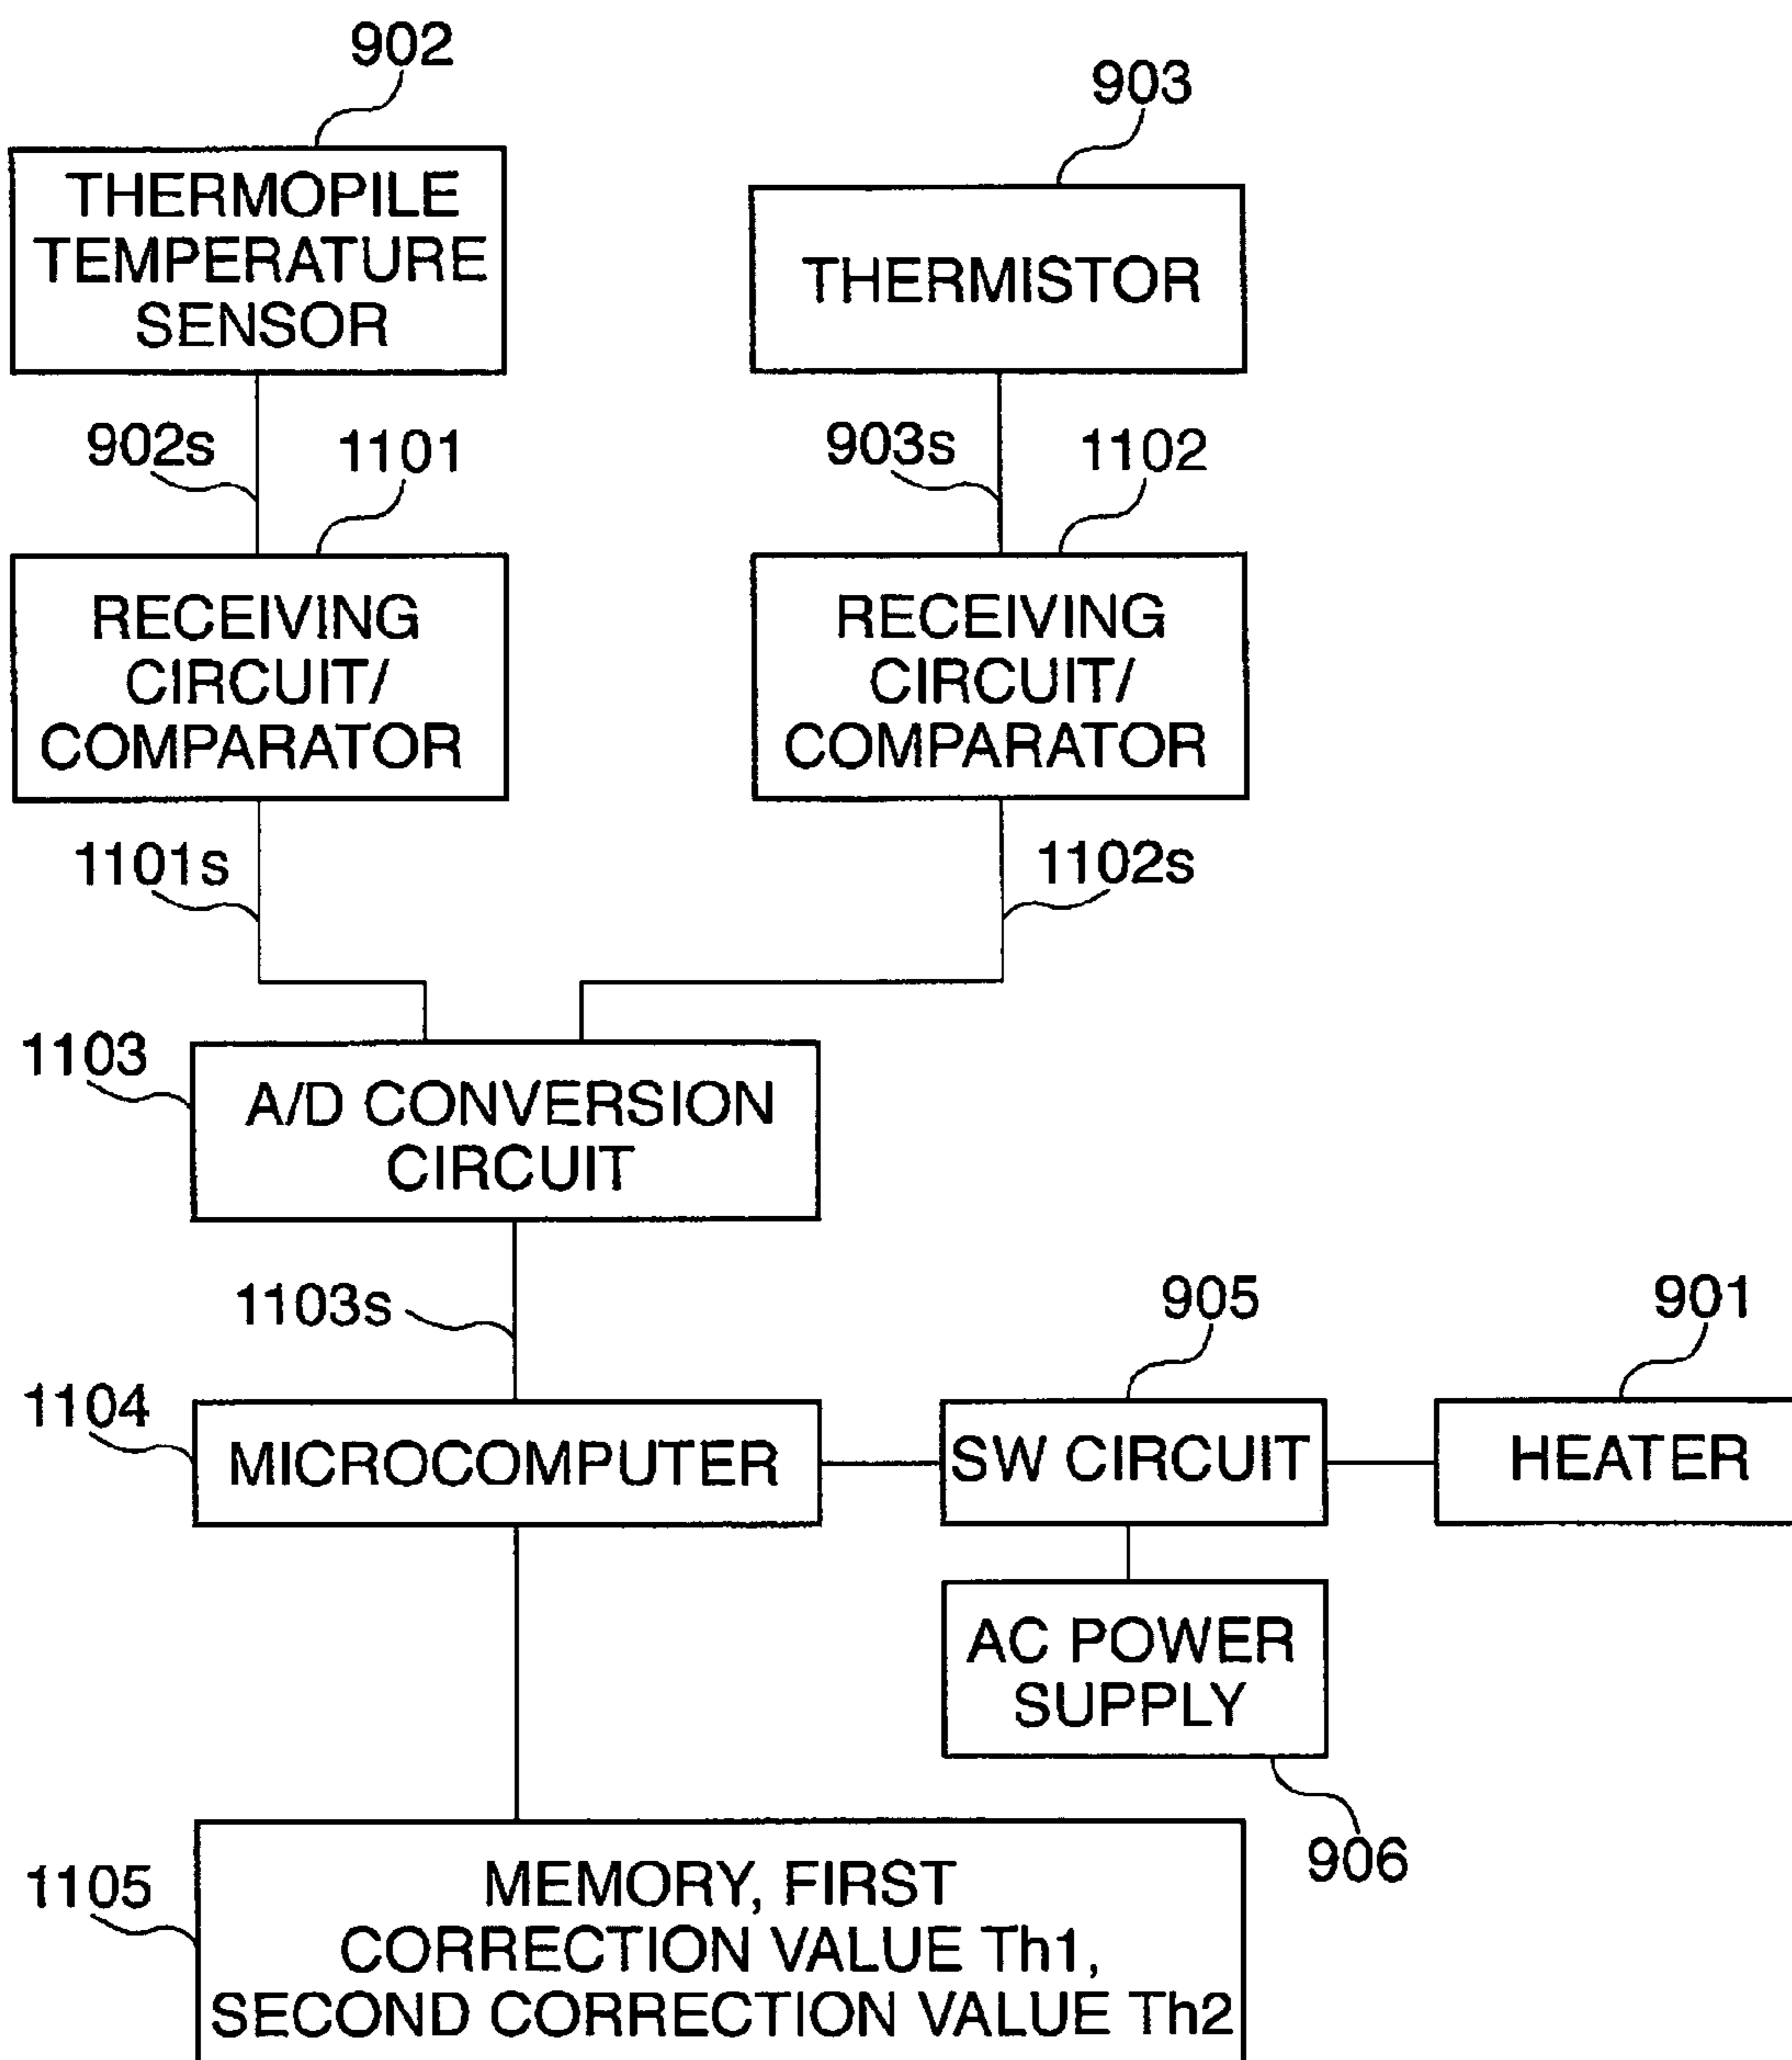 902
903
THERMOPILE
TEMPERATURE
SENSOR
THERMISTOR
902s
1101
903s
1102
RECEIVING
CIRCUIT/
COMPARATOR
RECEIVING
CIRCUIT/
COMPARATOR
1101s
1102s
1103
A/D CONVERSION
CIRCUIT
1103s
905
901
1104
MICROCOMPUTER
SW CIRCUIT
HEATER
AC POWER
SUPPLY
906
1105
MEMORY, FIRST
CORRECTION VALUE Th1,
SECOND CORRECTION VALUE Th2